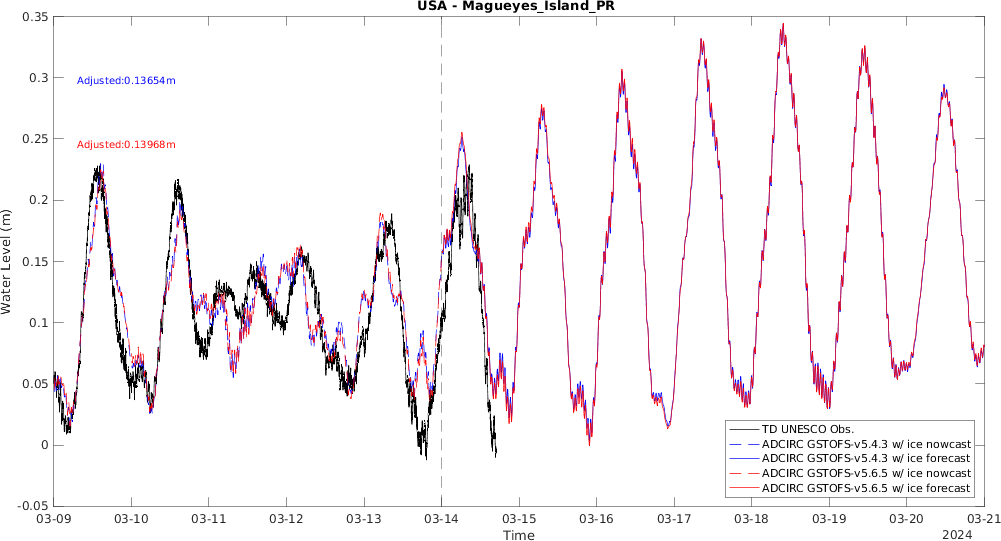 USA - Magueyes_Island_PR
0.35
0.3
0.25
0.2
0.15
0.1
0.05
0
-0.05
Water Level (m)
Adjusted:0.13654m
Adjusted:0.13968m
TD UNESCO Obs.
ADCIRC GSTOFS-v5.4.3 w/ ice nowcast
ADCIRC GSTOFS-v5.4.3 w/ ice forecast
ADCIRC GSTOFS-v5.6.5 w/ ice nowcast
ADCIRC GSTOFS-v5.6.5 w/ ice forecast
03-09 03-10 03-11 03-12 03-13 03-14 03-15 03-16 03-17 03-18 03-19 03-20 03-21
Time
2024